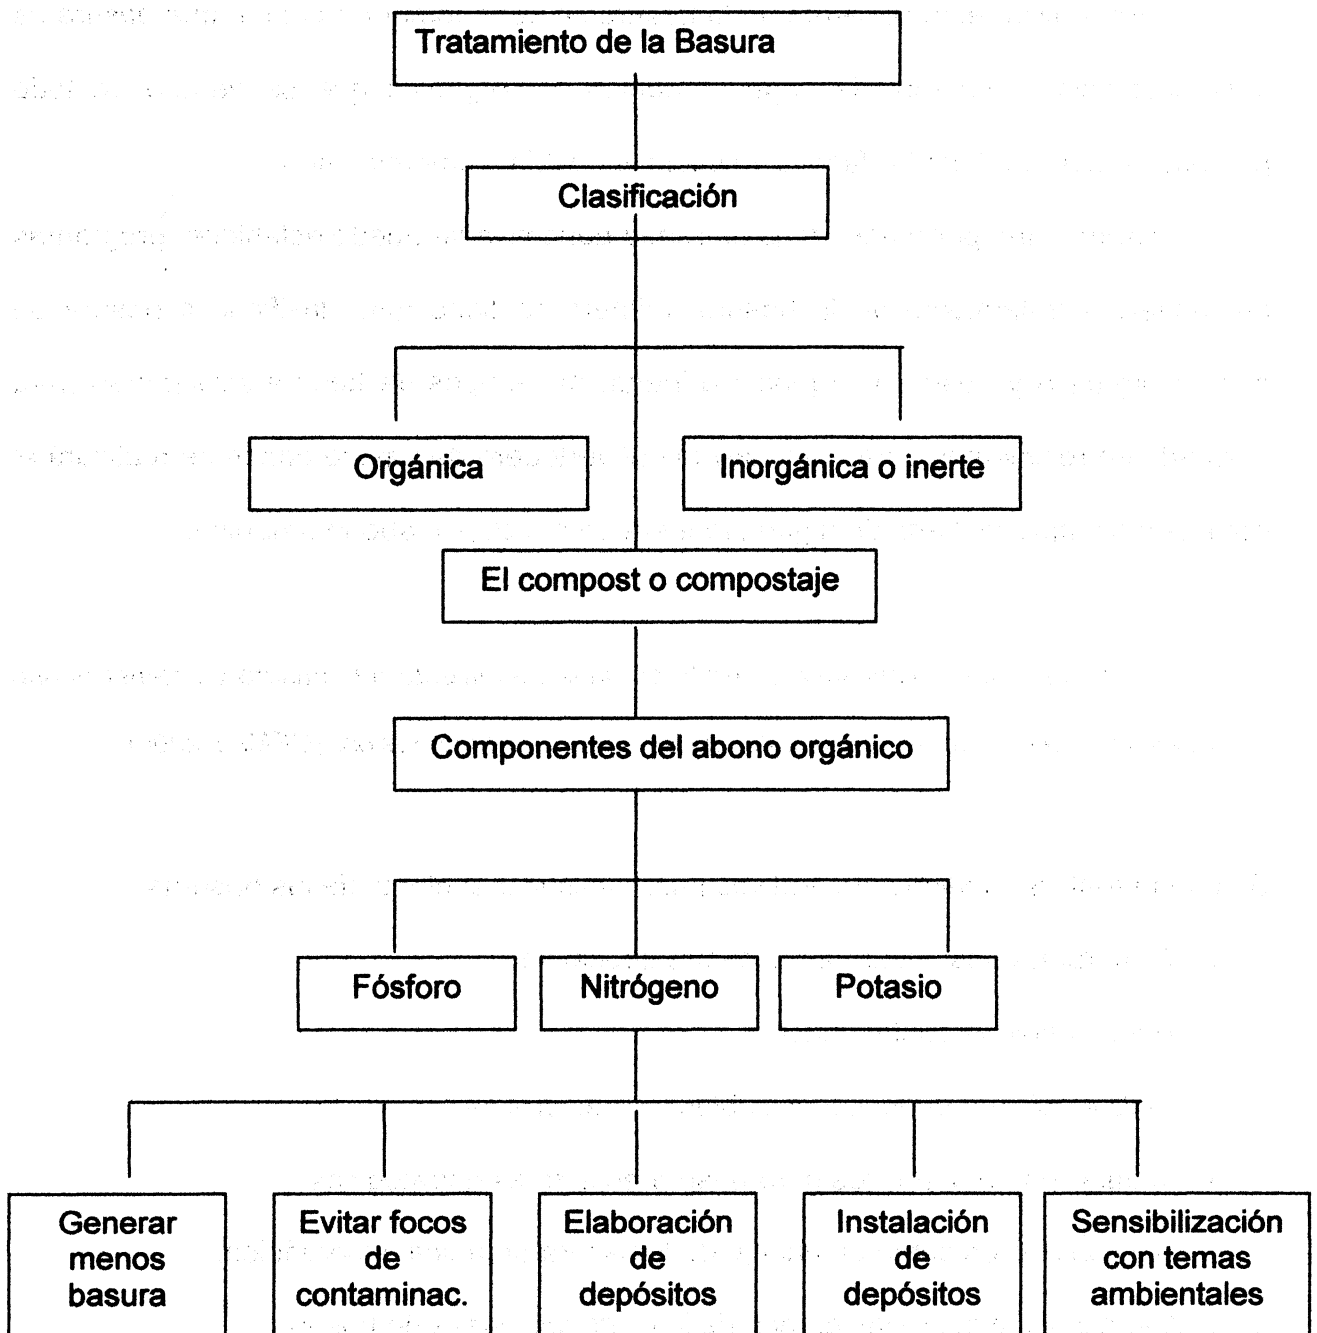 Tratamiento de la Basura
Clasificación
Orgánica
Inorgánica o inerte
El compost o compostaje
Componentes del abono orgánico
Fósforo
Nitrógeno
Potasio
Generar
menos
basura
Evitar focos
de
contaminac.
Elaboración
de
depósitos
Instalación
de
depósitos
Sensibilización
con temas
ambientales